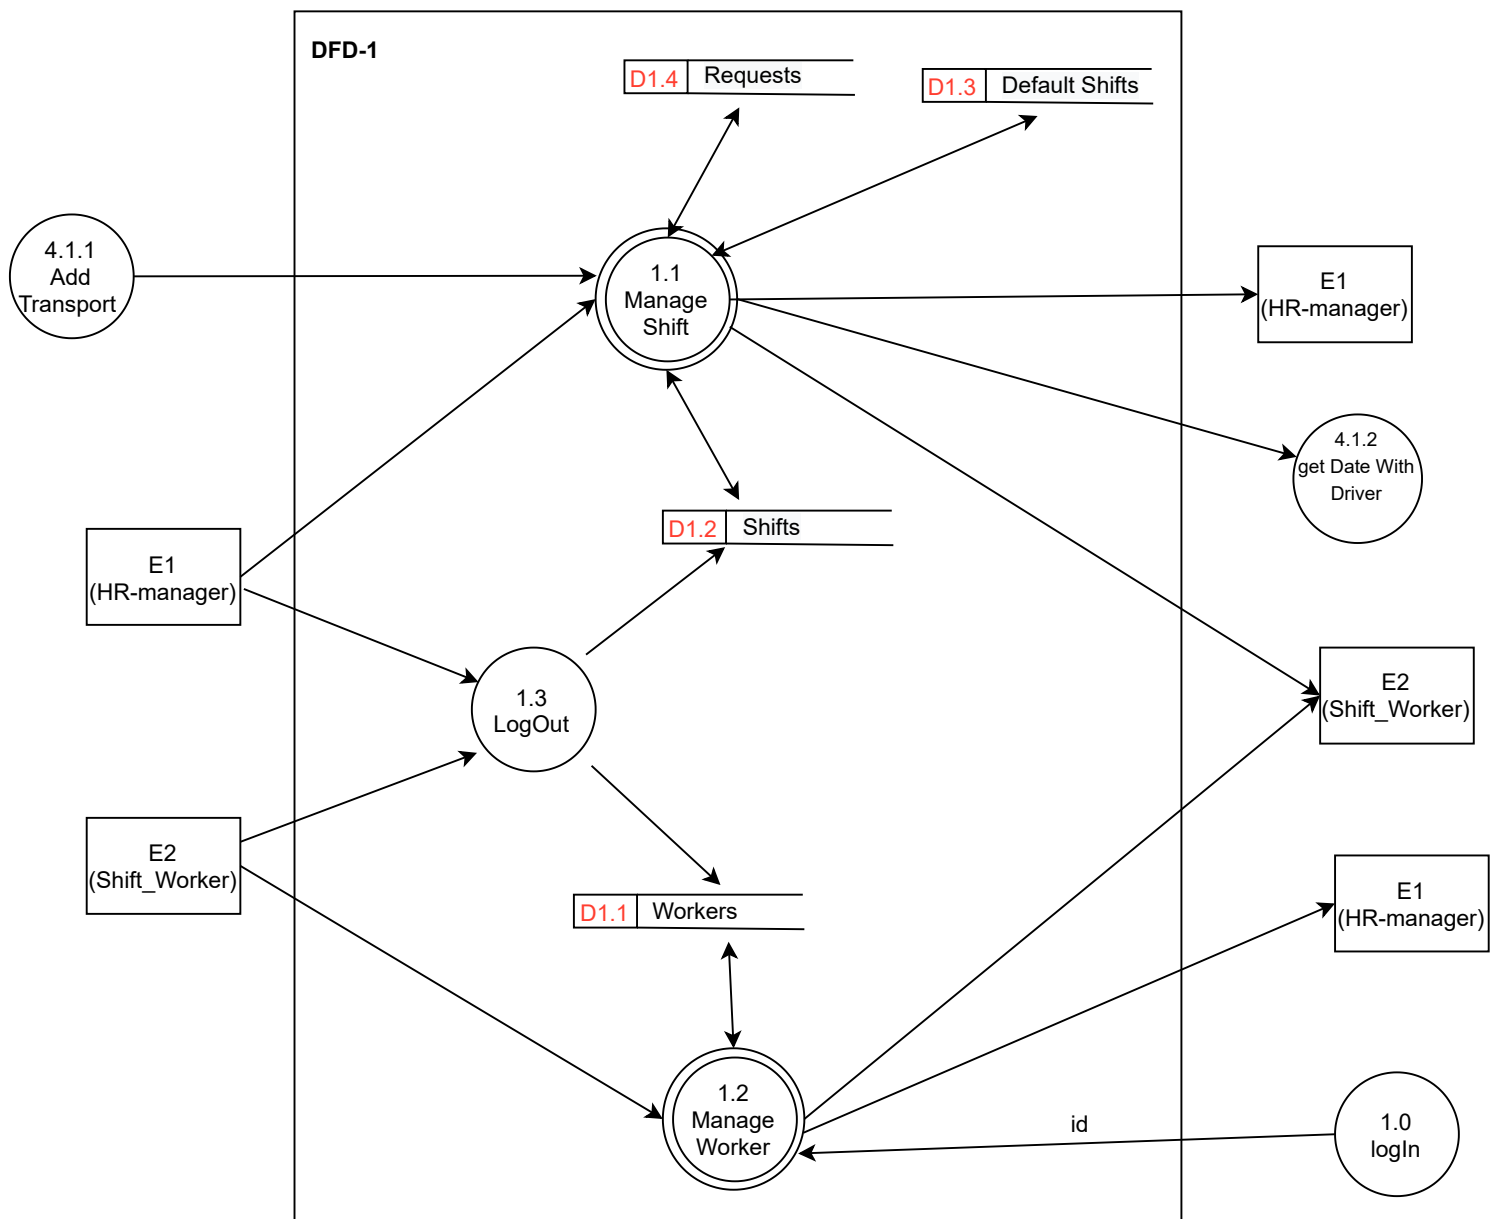 DFD-1
D1.4
Requests
D1.3
Default Shifts
4.1.1
Add
Transport
1.1
Manage
Shift
E1
(HR-manager)
4.1.2
get Date With
Driver
D1.2
Shifts
E1
(HR-manager)
1.3
LogOut
E2
(Shift_Worker)
E2
(Shift_Worker)
D1.1
Workers
E1
(HR-manager)
1.2
Manage
Worker
id
1.0
logIn